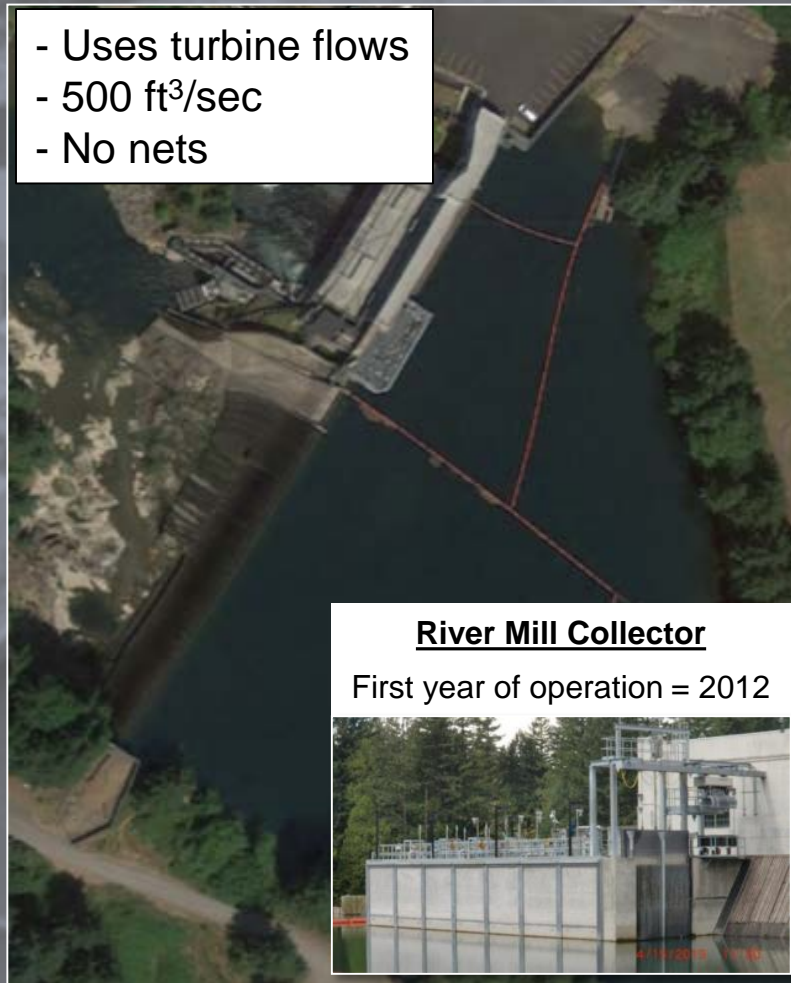 - Uses turbine flows
- 500 ft³/sec
- No nets
River Mill Collector
First year of operation = 2012